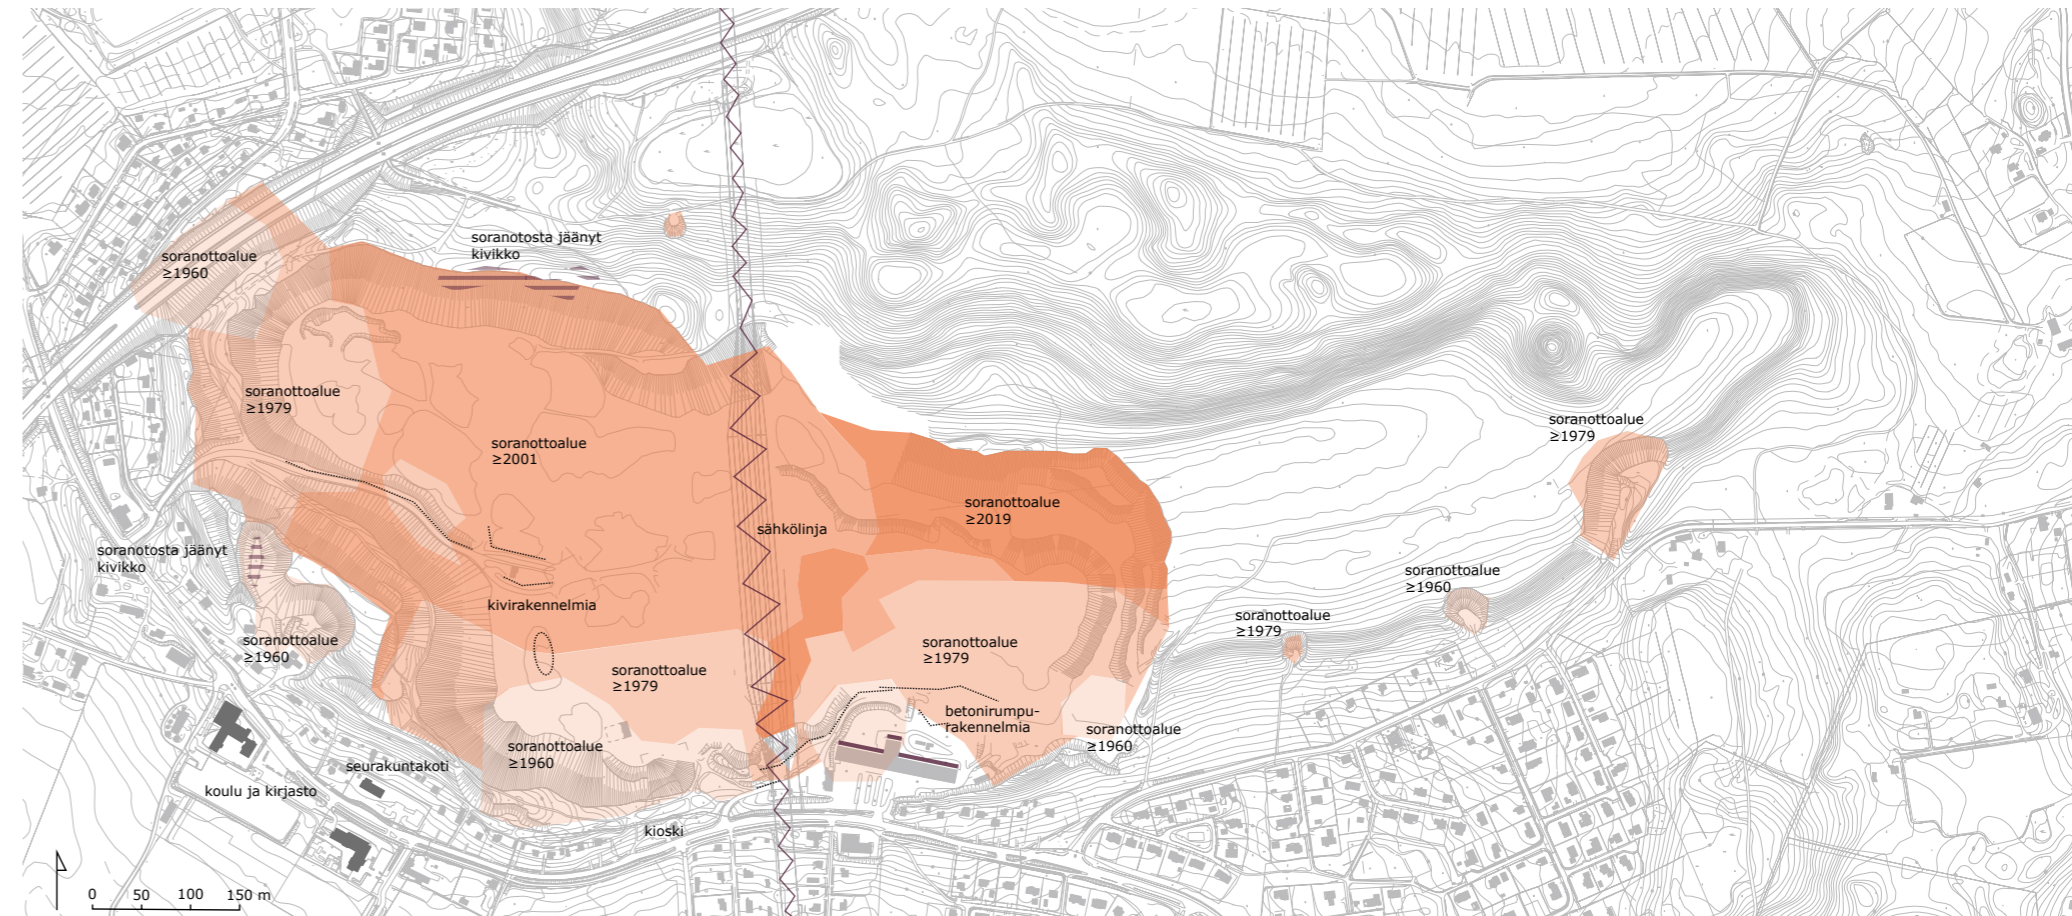 soranotosta jäänyt
kivikko
soranottoalue
≥1960
soranottoalue
≥1979
soranottoalue
≥2001
soranottoalue
≥1979
soranottoalue
≥2019
sähkölinja
soranotosta jäänyt
kivikko
soranottoalue
≥1960
kivirakennelmia
soranottoalue
≥1979
soranottoalue
≥1960
soranottoalue
≥1979
soranottoalue
≥1979
betonirumpu-
rakennelmia
soranottoalue
≥1960
soranottoalue
≥1960
seurakuntakoti
koulu ja kirjasto
kioski
0 50 100 150 m